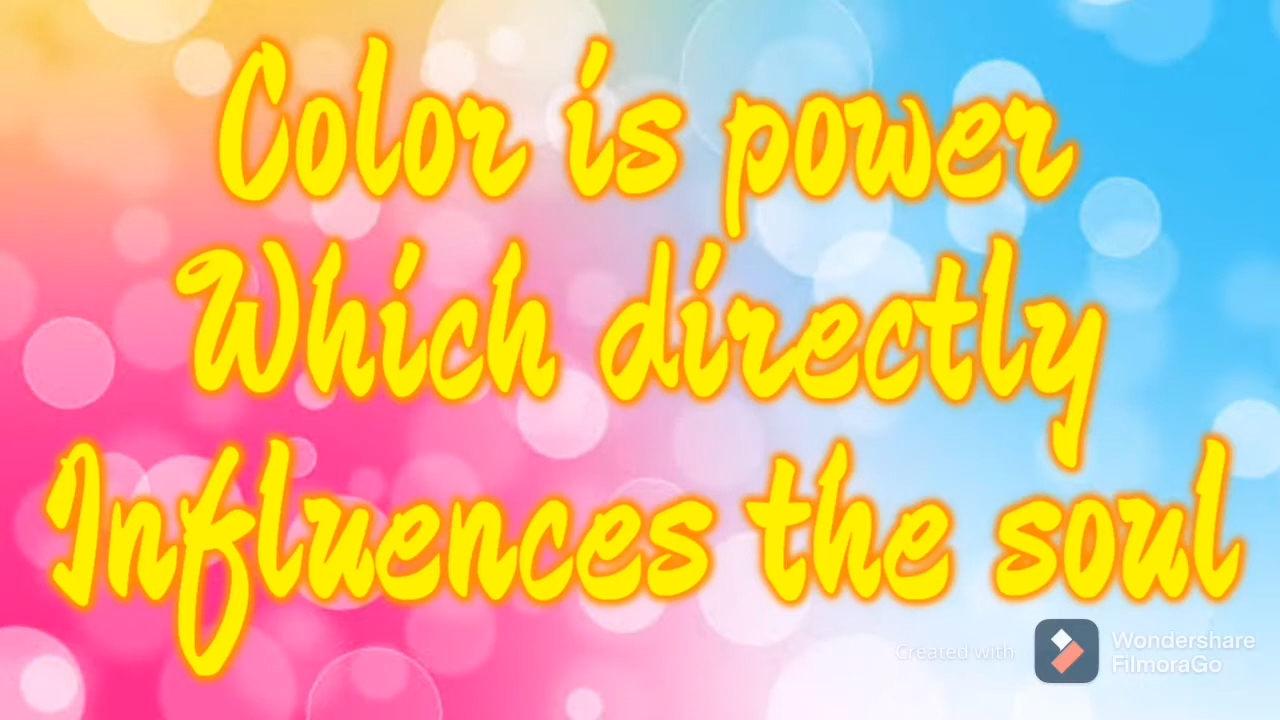 Color is power
Which directly
Influences the soul
Created with Wondershare
FilmoraGo